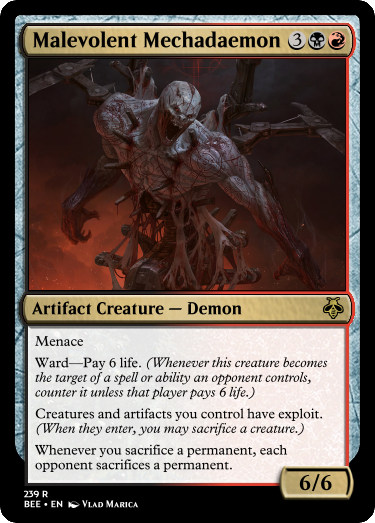 Malevolent Mechadaemon 3
Artifact Creature — Demon
Menace
Ward—Pay 6 life. (Whenever this creature becomes
the target of a spell or ability an opponent controls,
counter it unless that player pays 6 life.)
Creatures and artifacts you control have exploit.
(When they enter, you may sacrifice a creature.)
Whenever you sacrifice a permanent, each
opponent sacrifices a permanent.
6/6
239 R
BEE • EN Vlad Marica